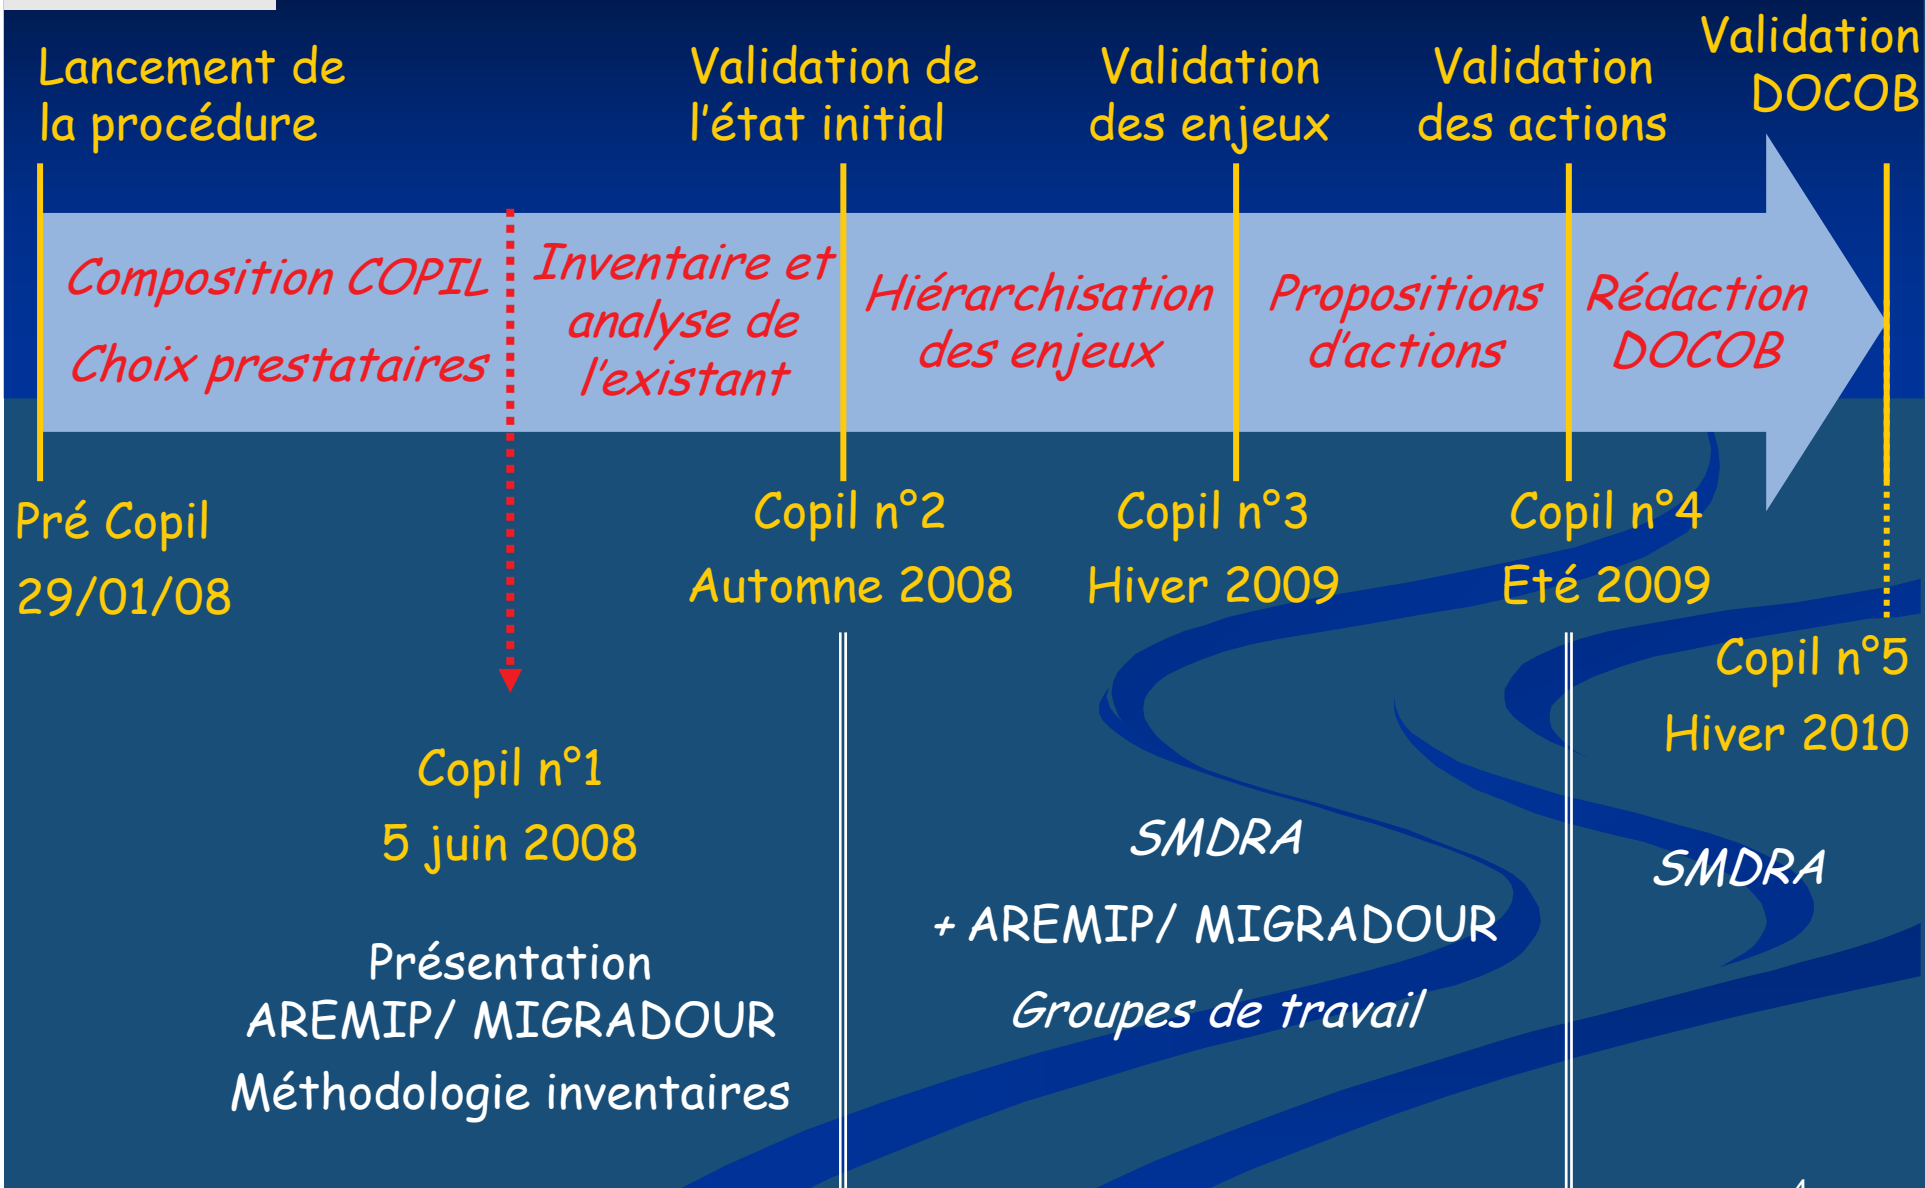 Lancement de
la procédure
Validation de
l'état initial
Validation
des enjeux
Validation
des actions
Validation
DOCOB
Composition COPIL
Choix prestataires
Inventaire et
analyse de
l'existant
Hiérarchisation
des enjeux
Propositions
d'actions
Rédaction
DOCOB
Pré Copil
29/01/08
Copil n°2
Automne 2008
Copil n°3
Hiver 2009
Copil n°4
Eté 2009
Copil n°5
Hiver 2010
Copil n°1
5 juin 2008
Présentation
AREMIP/ MIGRADOUR
Méthodologie inventaires
SMDRA
+ AREMIP/ MIGRADOUR
Groupes de travail
SMDRA